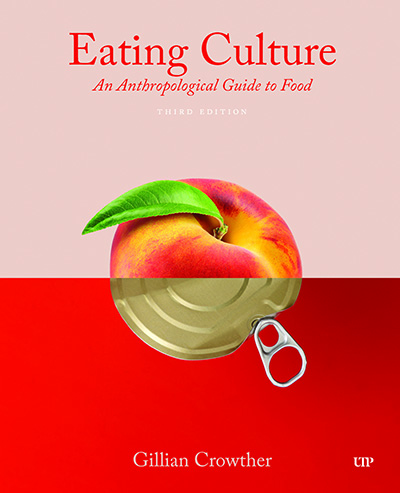 Eating Culture
An Anthropological Guide to Food
THIRD EDITION
Gillian Crowther
UTP